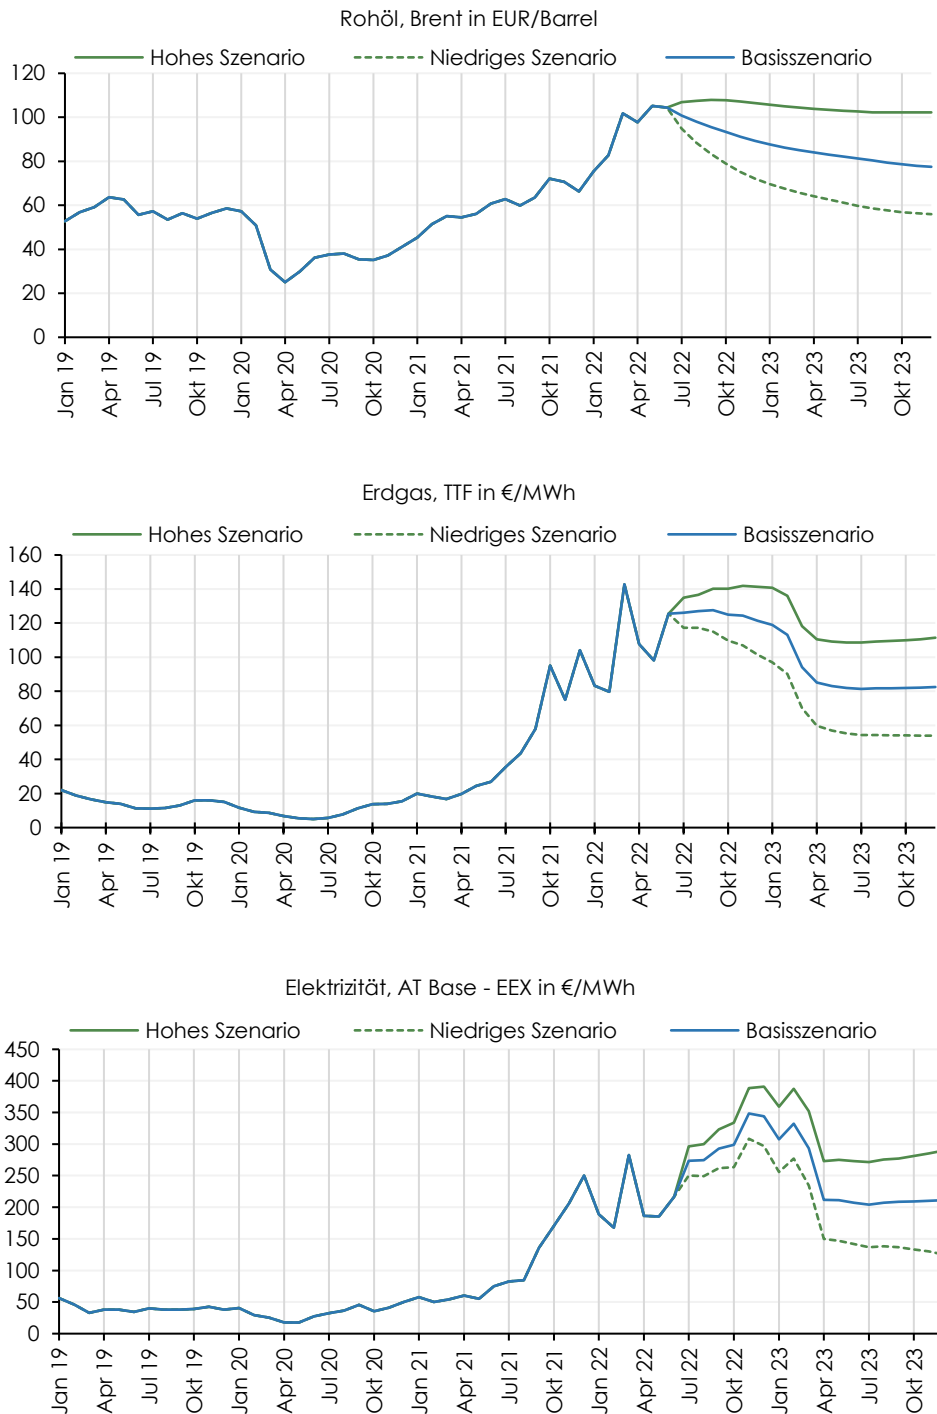 Rohöl, Brent in EUR/Barrel
Hohes Szenario Niedriges Szenario Basisszenario
120
100
80
60
40
20
0
Jan 19 Apr 19 Jul 19 Okt 19 Jan 20 Apr 20 Jul 20 Okt 20 Jan 21 Apr 21 Jul 21 Okt 21 Jan 22 Apr 22 Jul 22 Okt 22 Jan 23 Apr 23 Jul 23 Okt 23
Erdgas, TTF in €/MWh
Hohes Szenario Niedriges Szenario Basisszenario
160
140
120
100
80
60
40
20
0
Jan 19 Apr 19 Jul 19 Okt 19 Jan 20 Apr 20 Jul 20 Okt 20 Jan 21 Apr 21 Jul 21 Okt 21 Jan 22 Apr 22 Jul 22 Okt 22 Jan 23 Apr 23 Jul 23 Okt 23
Elektrizität, AT Base - EEX in €/MWh
Hohes Szenario Niedriges Szenario Basisszenario
450
400
350
300
250
200
150
100
50
0
Jan 19 Apr 19 Jul 19 Okt 19 Jan 20 Apr 20 Jul 20 Okt 20 Jan 21 Apr 21 Jul 21 Okt 21 Jan 22 Apr 22 Jul 22 Okt 22 Jan 23 Apr 23 Jul 23 Okt 23